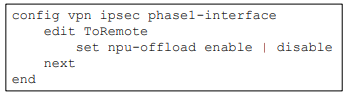 config vpn ipsec phase1-interface
edit ToRemote
set npu-offload enable | disable
next
end